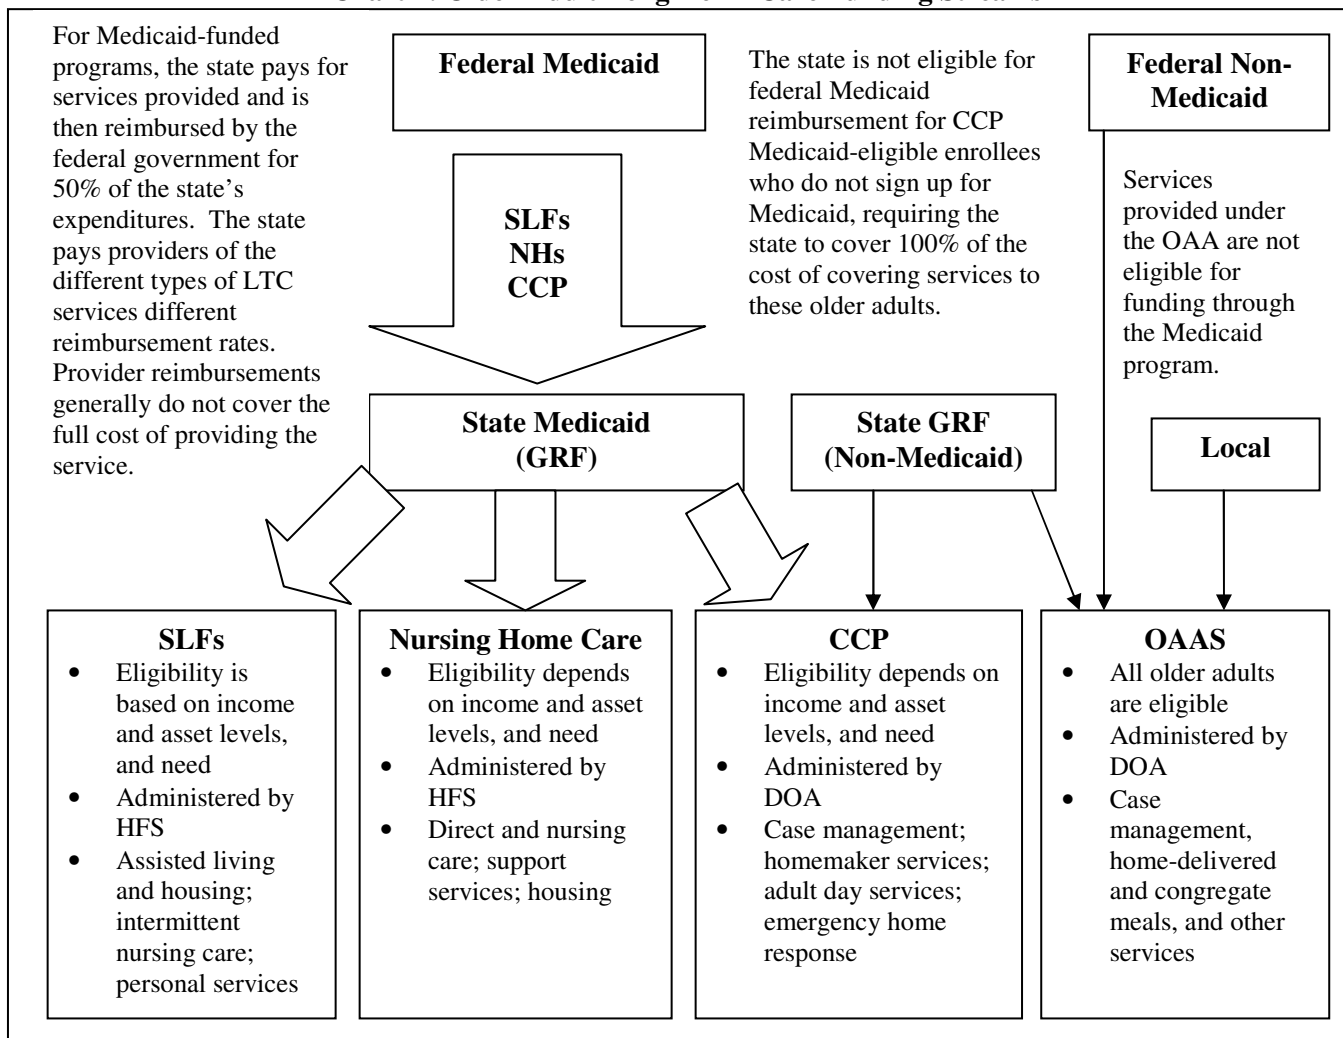 For Medicaid-funded
programs, the state pays for
services provided and is
then reimbursed by the
federal government for
50% of the state's
expenditures.  The state
pays providers of the
different types of LTC
services different
reimbursement rates.
Provider reimbursements
generally do not cover the
full cost of providing the
service.
Federal Medicaid
SLFs
NHs
CCP
The state is not eligible for
federal Medicaid
reimbursement for CCP
Medicaid-eligible enrollees
who do not sign up for
Medicaid, requiring the
state to cover 100% of the
cost of covering services to
these older adults.
Federal Non-
Medicaid
Services
provided under
the OAA are not
eligible for
funding through
the Medicaid
program.
State Medicaid
(GRF)
State GRF
(Non-Medicaid)
Local
SLFs
• Eligibility is
based on income
and asset levels,
and need
• Administered by
HFS
• Assisted living
and housing;
intermittent
nursing care;
personal services
Nursing Home Care
• Eligibility depends
on income and asset
levels, and need
• Administered by
HFS
• Direct and nursing
care; support
services; housing
CCP
• Eligibility depends on
income and asset
levels, and need
• Administered by
DOA
• Case management;
homemaker services;
adult day services;
emergency home
response
OAAS
• All older adults
are eligible
• Administered by
DOA
• Case
management,
home-delivered
and congregate
meals, and other
services